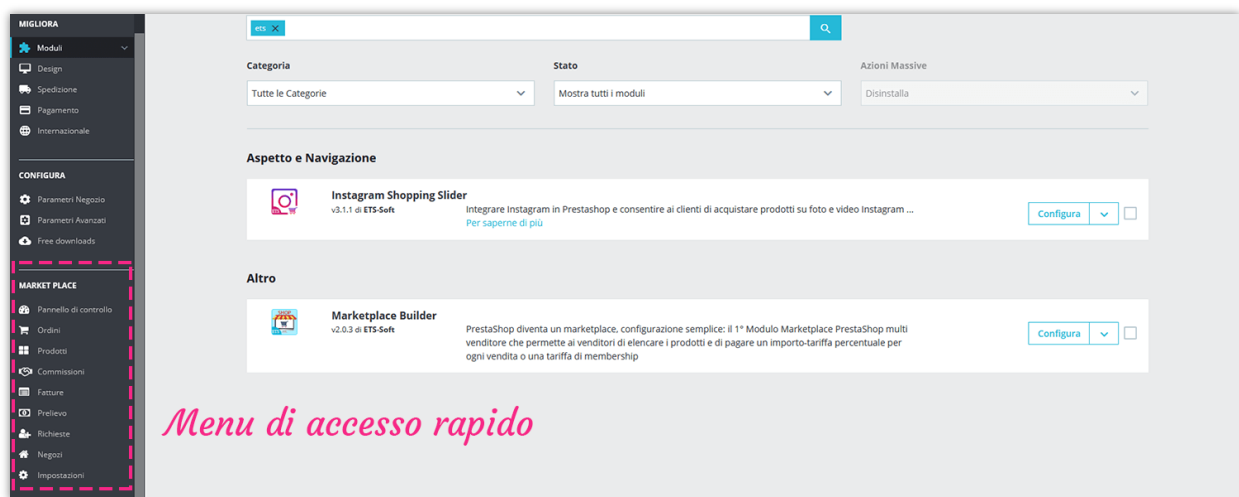 MIGLIORA
Moduli
Design
Spedizione
Pagamento
Internazionale
CONFIGURA
Parametri Negozio
Parametri Avanzati
Free downloads
MARKET PLACE
Pannello di controllo
Ordini
Prodotti
Commissioni
Fatture
Prelievo
Richieste
Negozi
Impostazioni
ets
Categoria
Stato
Azioni Massive
Tutte le Categorie
Mostra tutti i moduli
Disinstalla
Aspetto e Navigazione
Instagram Shopping Slider
v3.1.1 di ETS-Soft
Integrare Instagram in Prestashop e consentire ai clienti di acquistare prodotti su foto e video Instagram ...
Per saperne di più
Configura
Altro
SHOP
Marketplace Builder
v2.0.3 di ETS-Soft
PrestaShop diventa un marketplace, configurazione semplice: il 1° Modulo Marketplace PrestaShop multi
venditore che permette ai venditori di elencare i prodotti e di pagare un importo-tariffa percentuale per
ogni vendita o una tariffa di membership
Configura
Menu di accesso rapido